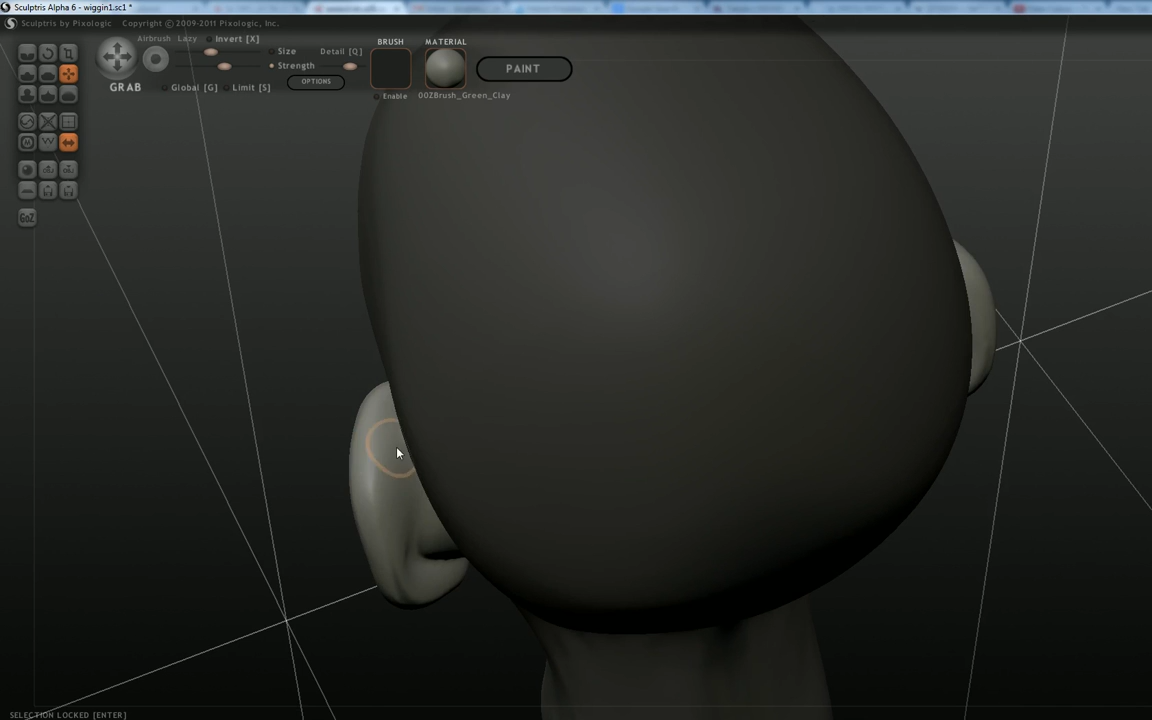 Sculptris Alpha 6 - wiggin1.sc1 *
Sculptris by Pixologic Copyright © 2009-2011 Pixologic, Inc.
Airbrush Lazy Invert [X]
Size Detail [Q]
Strength
OPTIONS
GRAB Global [G] Limit [S]
BRUSH
Enable
MATERIAL
00ZBrush_Green_Clay
PAINT
GoZ
SELECTION LOCKED [ENTER]